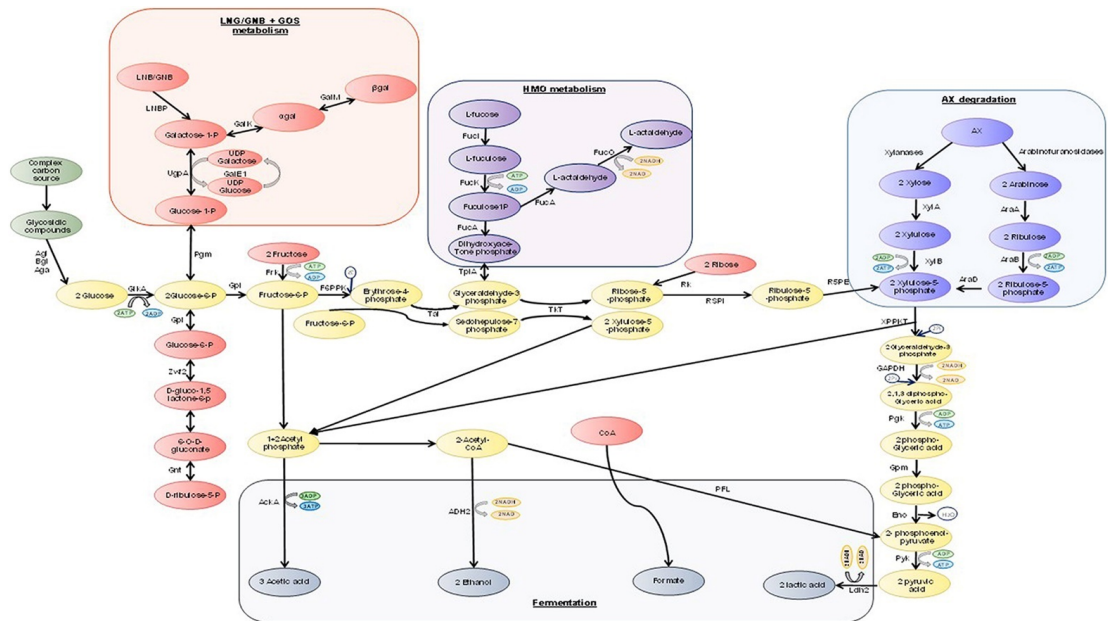 LNG/GNB + GOS
metabolism
LNB/GNB
LNBP
Galactose-1-P
GalK
αgal
GalM
βgal
UgpA
UDP
Galactose
GalE1
UDP
Glucose
Glucose-1-P
Pgm
HMO metabolism
L-fucose
FucI
L-fuculose
FucK
ATP
ADP
Fuculose1P
FucA
L-actaldehyde
FucO
2NADH
2NAD
L-actaldehyde
FucA
Dihydroxyace-
Tone phosphate
TpiA
AX degradation
AX
Xylanases
Arabinofuranosidases
2 Xylose
2 Arabinose
XylA
AraA
2 Xylulose
2 Ribulose
2ADP
2ATP
XylB
AraB
2ADP
2ATP
2 Xylulose-5-
phosphate
AraD
2 Ribulose-5-
phosphate
Complex
carbon
source
Glycosidic
compounds
Agl
Bgl
Aga
2 Glucose
GlkA
2ATP
2ADP
2Glucose-6-P
Gpi
2 Fructose
Frk
ATP
ADP
Fructose-6-P
F6PPK
Erythrose-4-
phosphate
Fructose-6-P
Tal
Glyceraldehyde-3
phosphate
Sedohepulose-7
phosphate
TkT
2 Ribose
Rk
Ribose-5
-phosphate
2 Xylulose-5
-phosphate
RSPI
Ribulose-5
-phosphate
RSPE
Gpi
Glucose-6-P
Zwf2
D-gluco-1,5
lactone-6-p
6-O-D-
gluconate
Gnt
D-ribulose-5-P
XPPKT
2Glyceraldehyde-3
phosphate
GAPDH
2NADH
2NAD
2,1,3 diphospho-
Glyceric acid
Pgk
ADP
ATP
2 phospho-
Glyceric acid
Gpm
2 phospho-
Glyceric acid
Eno
H2O
2- phosphoenol-
pyruvate
Pyk
ADP
ATP
2 pyruvic
acid
1+2Acetyl
phosphate
2-Acetyl-
CoA
CoA
PFL
AckA
2ADP
2ATP
ADH2
2NADH
2NAD
2NADH
2NAD
Ldh2
3 Acetic acid
2 Ethanol
Formate
2 lactic acid
Fermentation